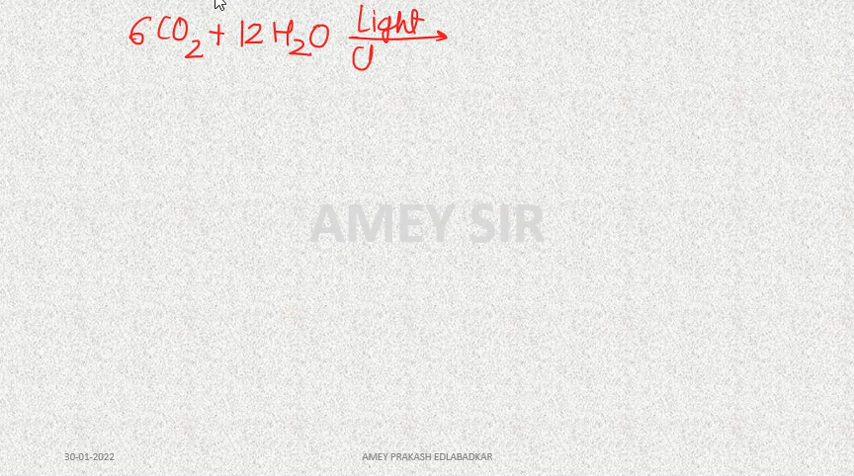 6CO₂ + 12H₂O Light →
AMEY SIR
30-01-2022 AMEY PRAKASH EDLABADKAR